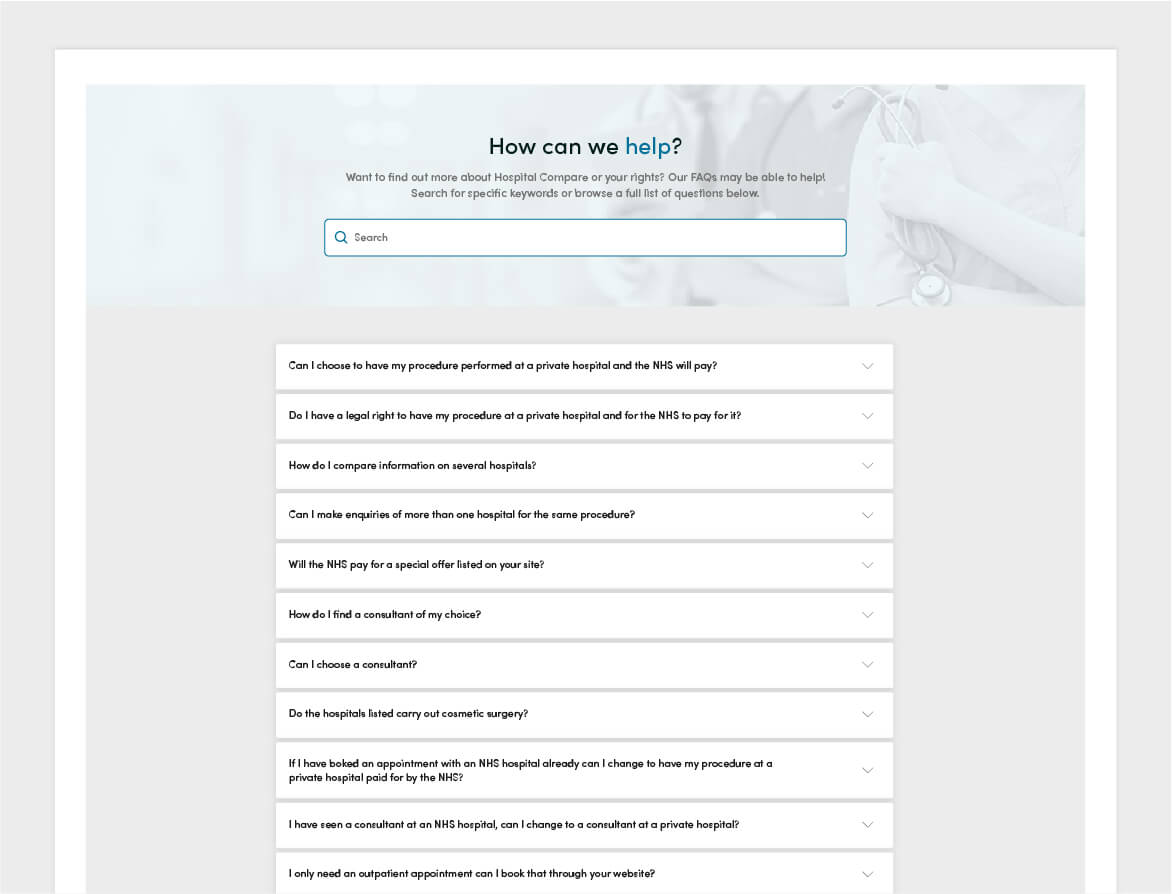 How can we help?
Want to find out more about Hospital Compare or your rights? Our FAQs may be able to help!
Search for specific keywords or browse a full list of questions below.
Search
Can I choose to have my procedure performed at a private hospital and the NHS will pay?
Do I have a legal right to have my procedure at a private hospital and for the NHS to pay for it?
How do I compare information on several hospitals?
Can I make enquiries of more than one hospital for the same procedure?
Will the NHS pay for a special offer listed on your site?
How do I find a consultant of my choice?
Can I choose a consultant?
Do the hospitals listed carry out cosmetic surgery?
If I have boked an appointment with an NHS hospital already can I change to have my procedure at a
private hospital paid for by the NHS?
I have seen a consultant at an NHS hospital, can I change to a consultant at a private hospital?
I only need an outpatient appointment can I book that through your website?